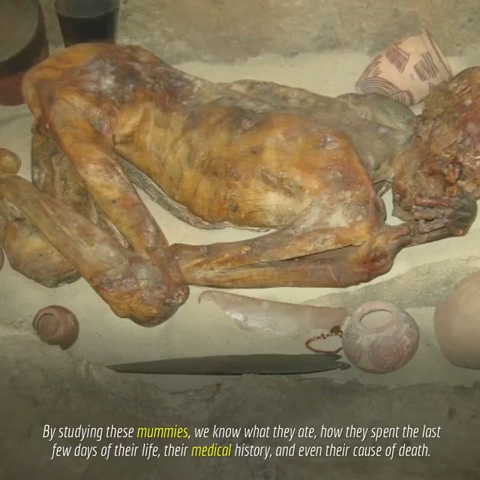 By studying these mummies, we know what they ate, how they spent the last
few days of their life, their medical history, and even their cause of death.